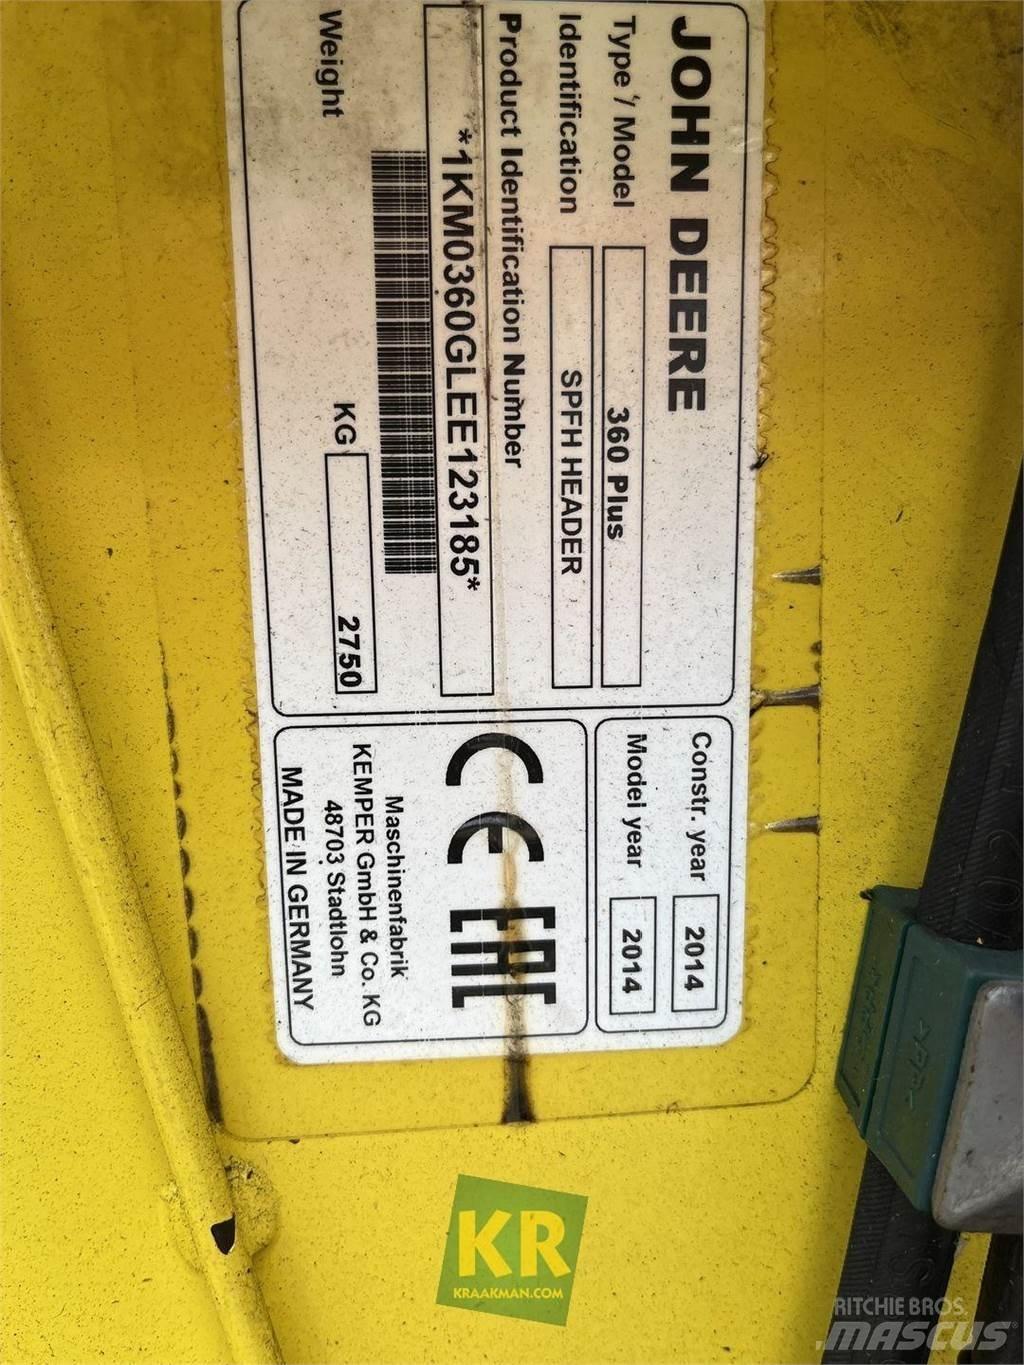 JOHN DEERE
Type / Model 360 Plus
Identification SPFH HEADER
Product Identification Number
*1KM0360GLEE123185*
Weight KG 2750
Constr. year 2014
Model year 2014
CE EAC
Maschinenfabrik
KEMPER GmbH & Co. KG
48703 Stadtlohn
MADE IN GERMANY
KR
KRAAKMAN.COM
RITCHIE BROS.
MASCUS